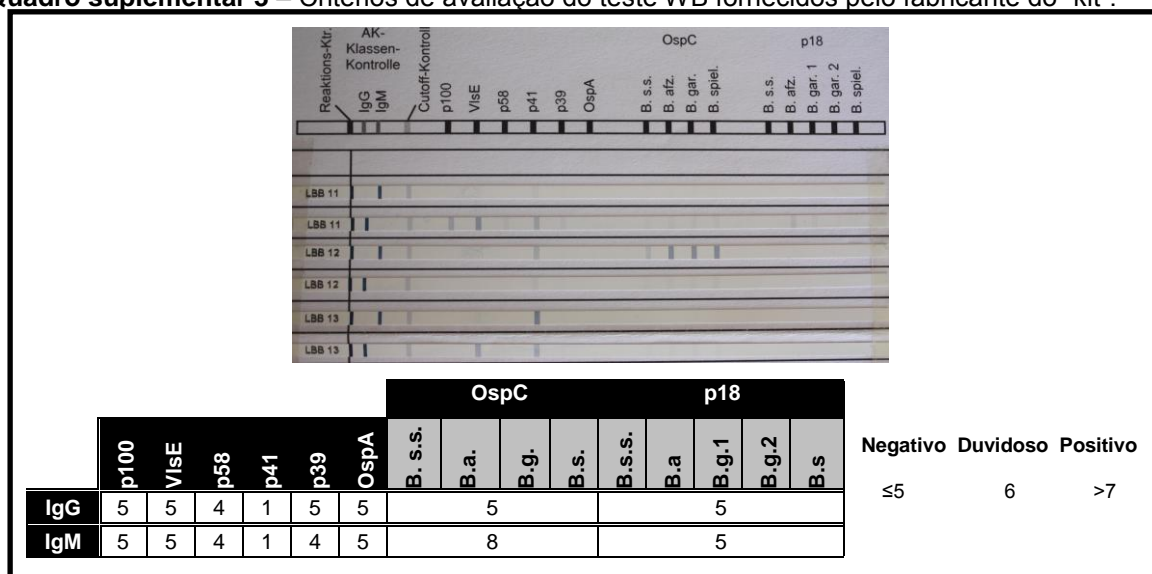 Quadro suplementar 3 – Critérios de avaliação do teste WB fornecidos pelo fabricante do "kit".
Reaktions-Ktr.
AK-
Klassen-
Kontrolle
IgG
IgM
Cutoff-Kontroll
p100
VlsE
p58
p41
p39
OspA
OspC
B. s.s.
B. afz.
B. gar.
B. spiel.
p18
B. s.s.
B. afz.
B. gar. 1
B. gar. 2
B. spiel.
LBB 11
LBB 11
LBB 12
LBB 12
LBB 13
LBB 13
OspC p18
p100 VlsE p58 p41 p39 OspA B. s.s. B.a. B.g. B.s. B.s.s. B.a B.g.1 B.g.2 B.s
Negativo Duvidoso Positivo
≤5 6 >7
IgG 5 5 4 1 5 5 5 5
IgM 5 5 4 1 4 5 8 5